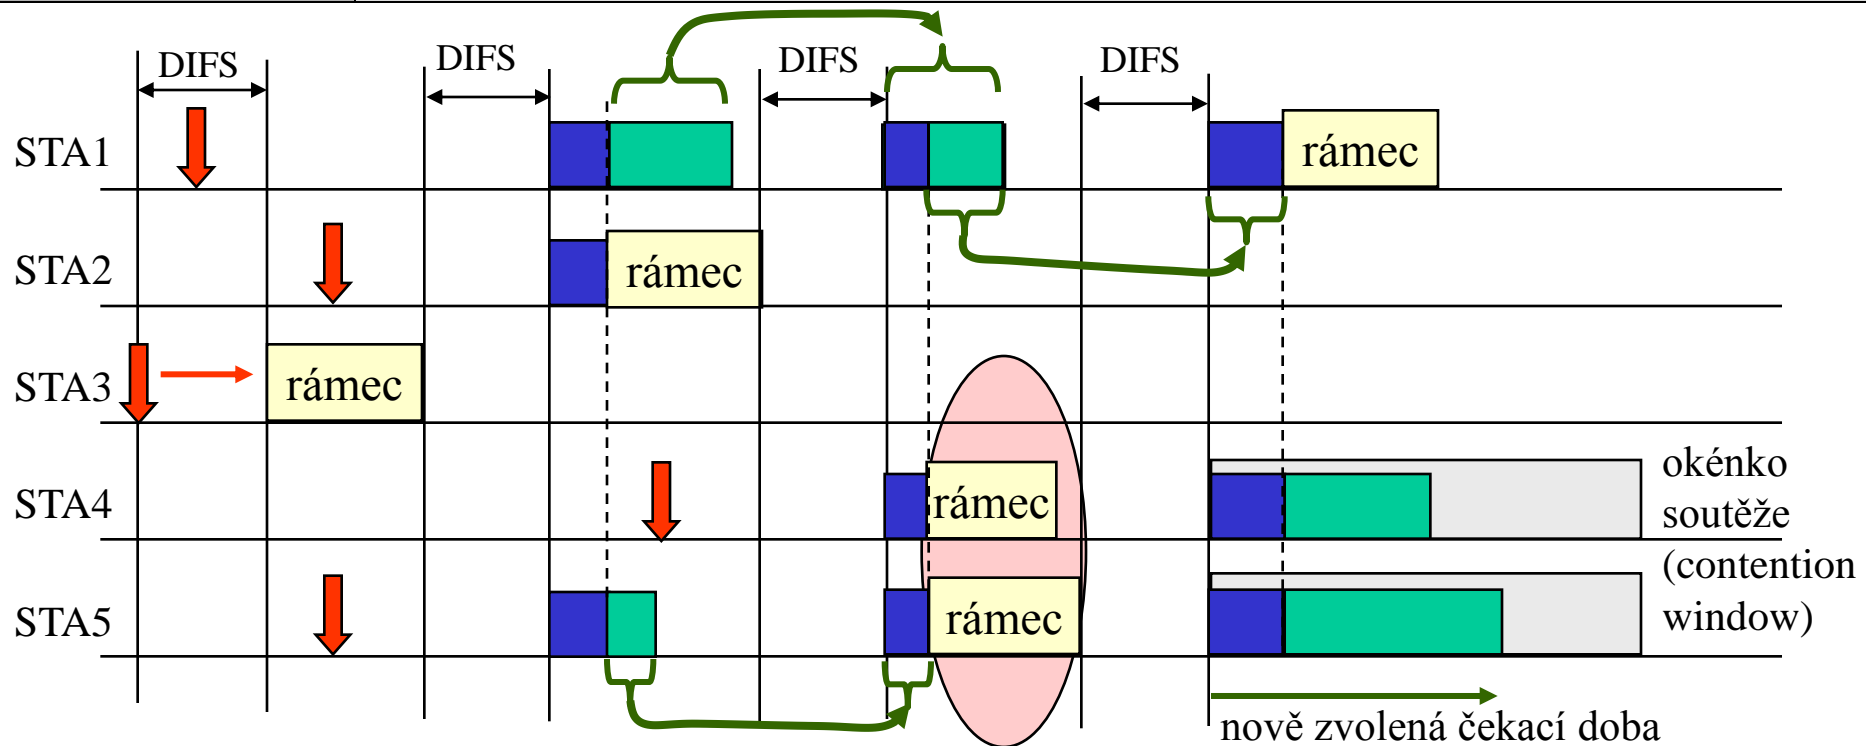 DIFS
DIFS
DIFS
DIFS
STA1
rámec
STA2
rámec
STA3
rámec
STA4
rámec
okénko
soutěže
(contention
window)
STA5
rámec
nově zvolená čekací doba